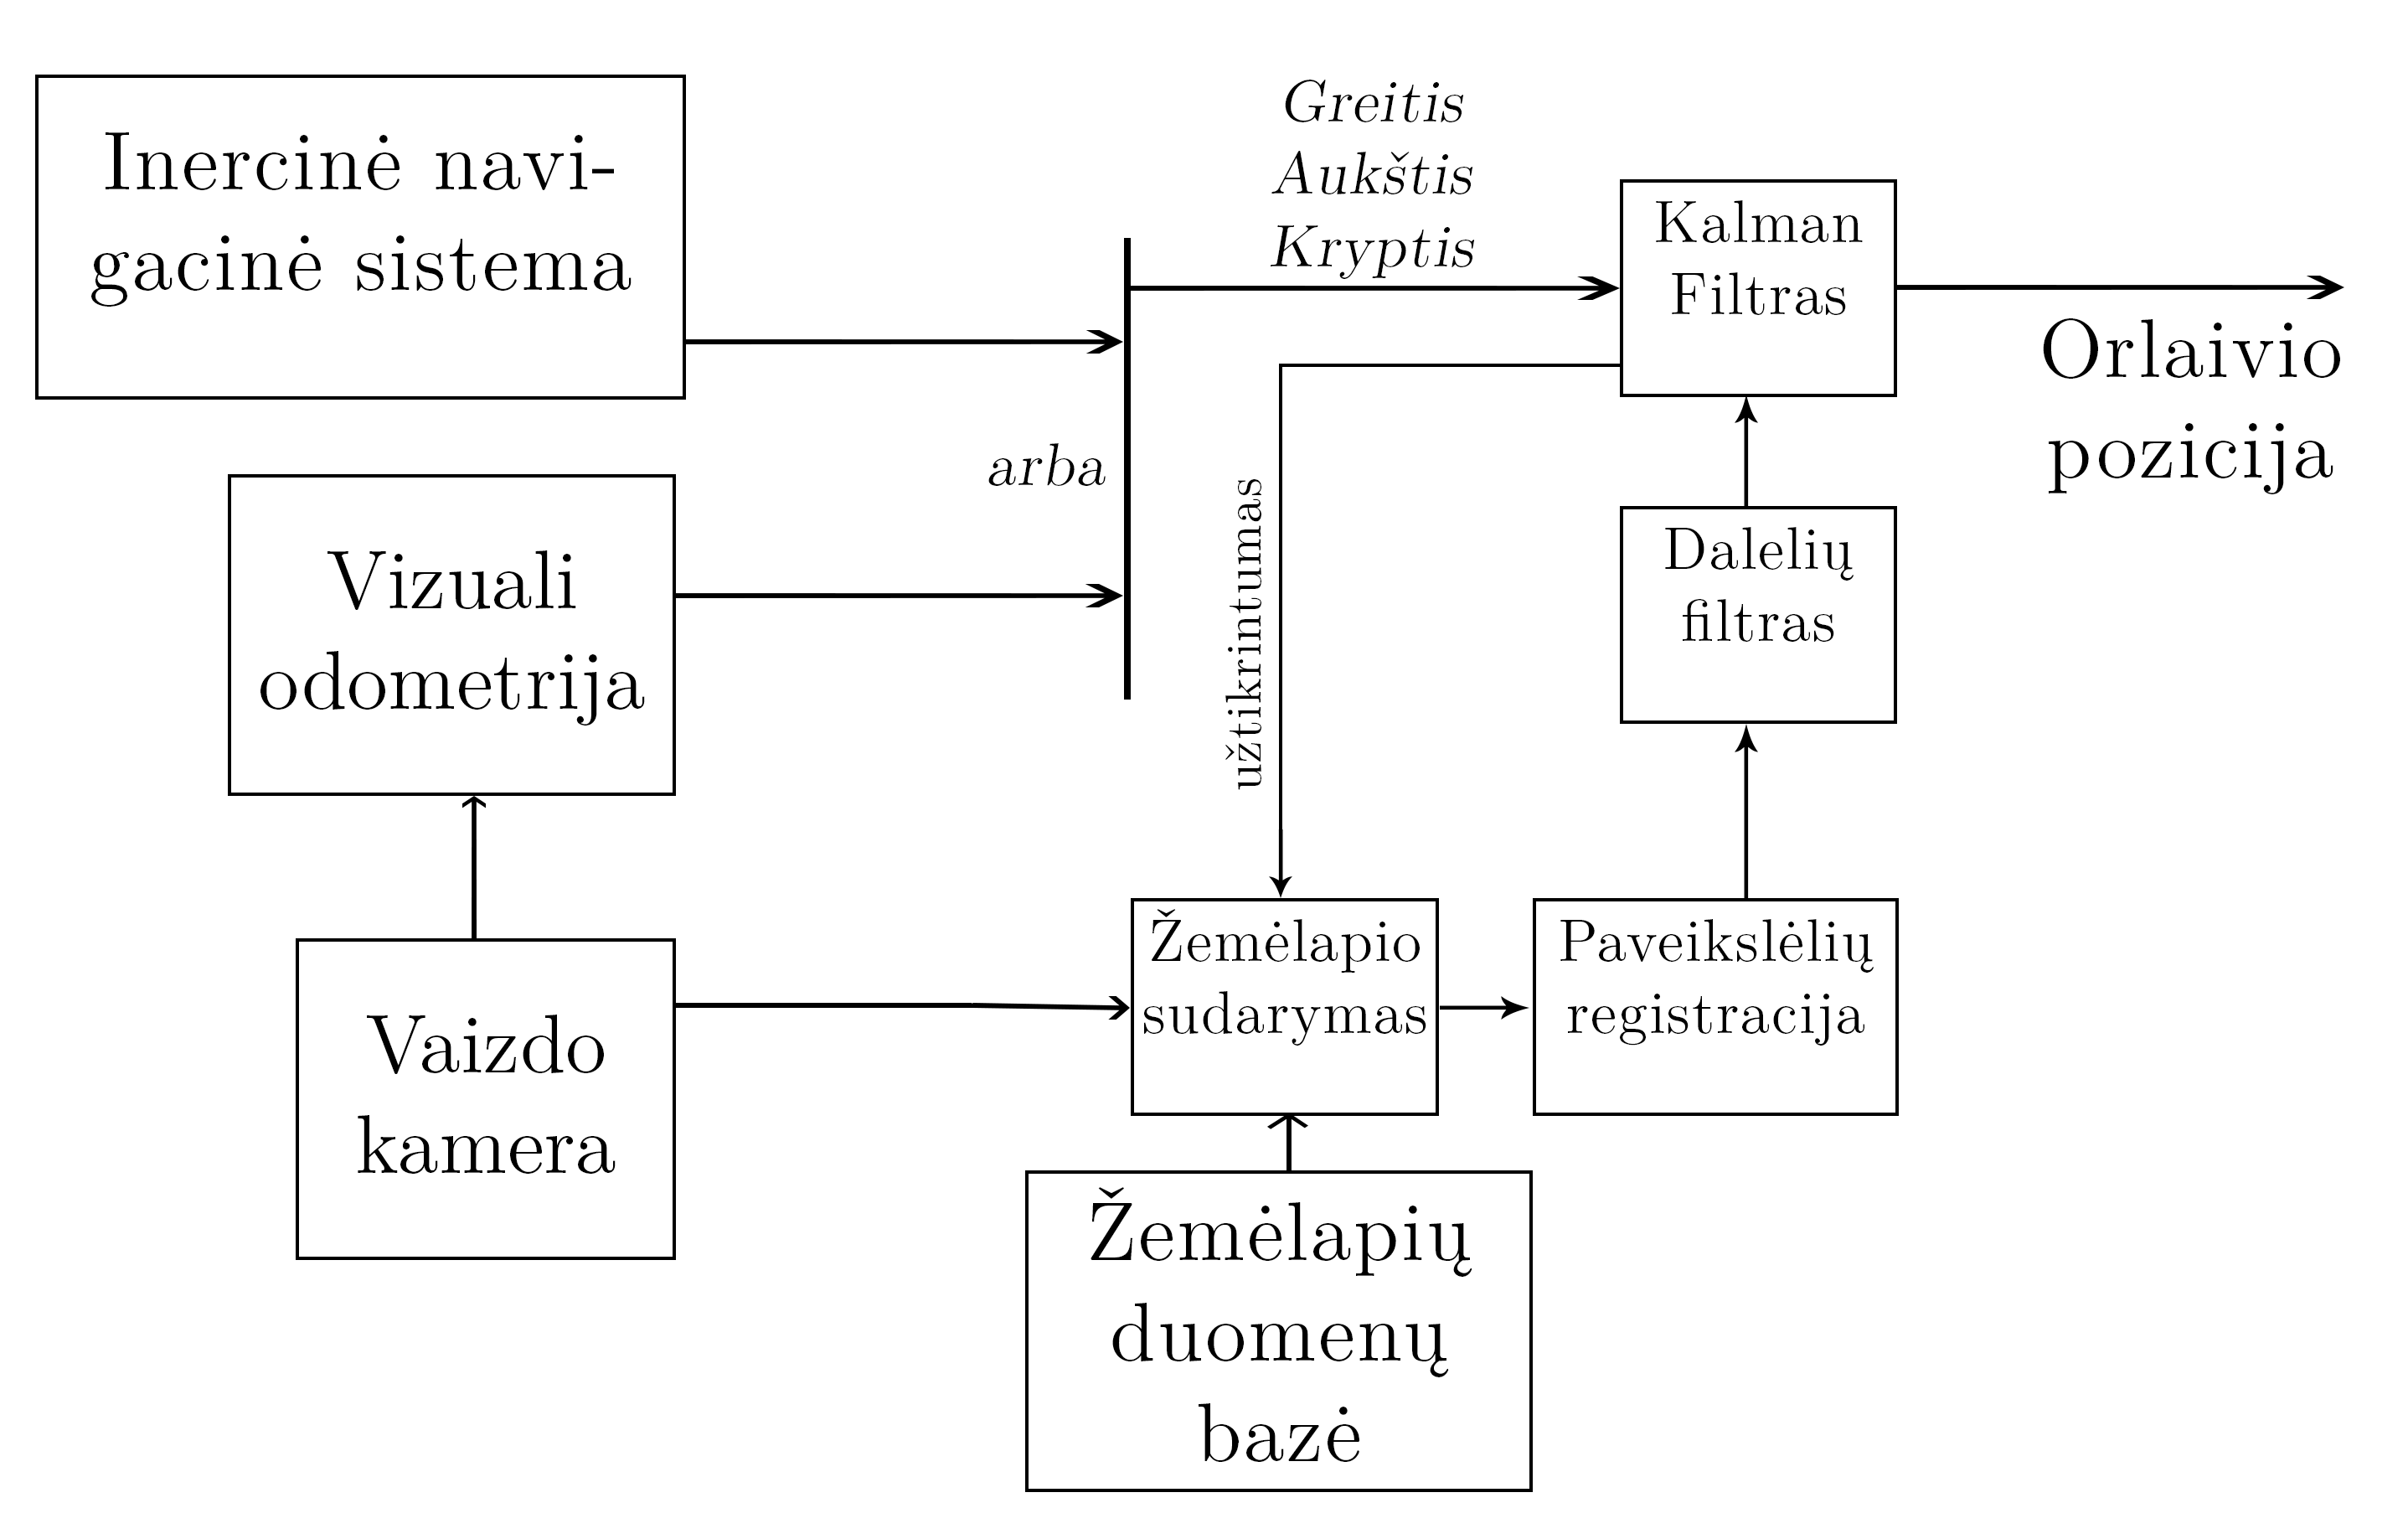 Inercinė navi-
gacinė sistema
Greitis
Aukštis
Kryptis
Kalman
Filtras
Orlaivio
pozicija
arba
Vizuali
odometrija
užtikrintumas
Dalelių
filtras
Vaizdo
kamera
Žemėlapio
sudarymas
Paveikslėlių
registracija
Žemėlapių
duomenų
bazė